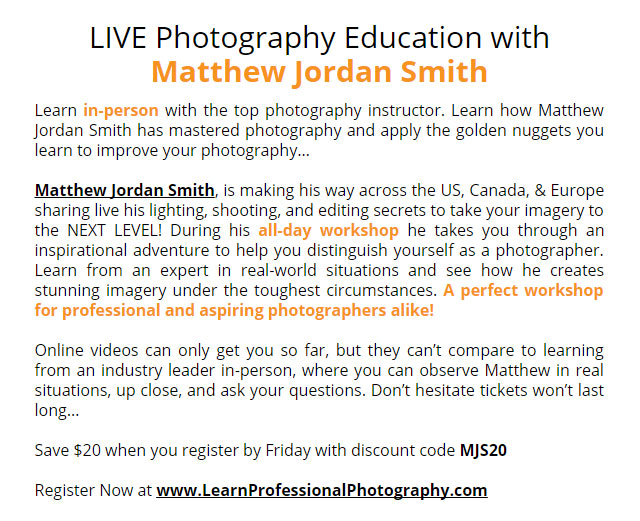 LIVE Photography Education with
Matthew Jordan Smith
Learn in-person with the top photography instructor. Learn how Matthew
Jordan Smith has mastered photography and apply the golden nuggets you
learn to improve your photography...
Matthew Jordan Smith, is making his way across the US, Canada, & Europe
sharing live his lighting, shooting, and editing secrets to take your imagery to
the NEXT LEVEL! During his all-day workshop he takes you through an
inspirational adventure to help you distinguish yourself as a photographer.
Learn from an expert in real-world situations and see how he creates
stunning imagery under the toughest circumstances. A perfect workshop
for professional and aspiring photographers alike!
Online videos can only get you so far, but they can’t compare to learning
from an industry leader in-person, where you can observe Matthew in real
situations, up close, and ask your questions. Don’t hesitate tickets won’t last
long...
Save $20 when you register by Friday with discount code MJS20
Register Now at www.LearnProfessionalPhotography.com